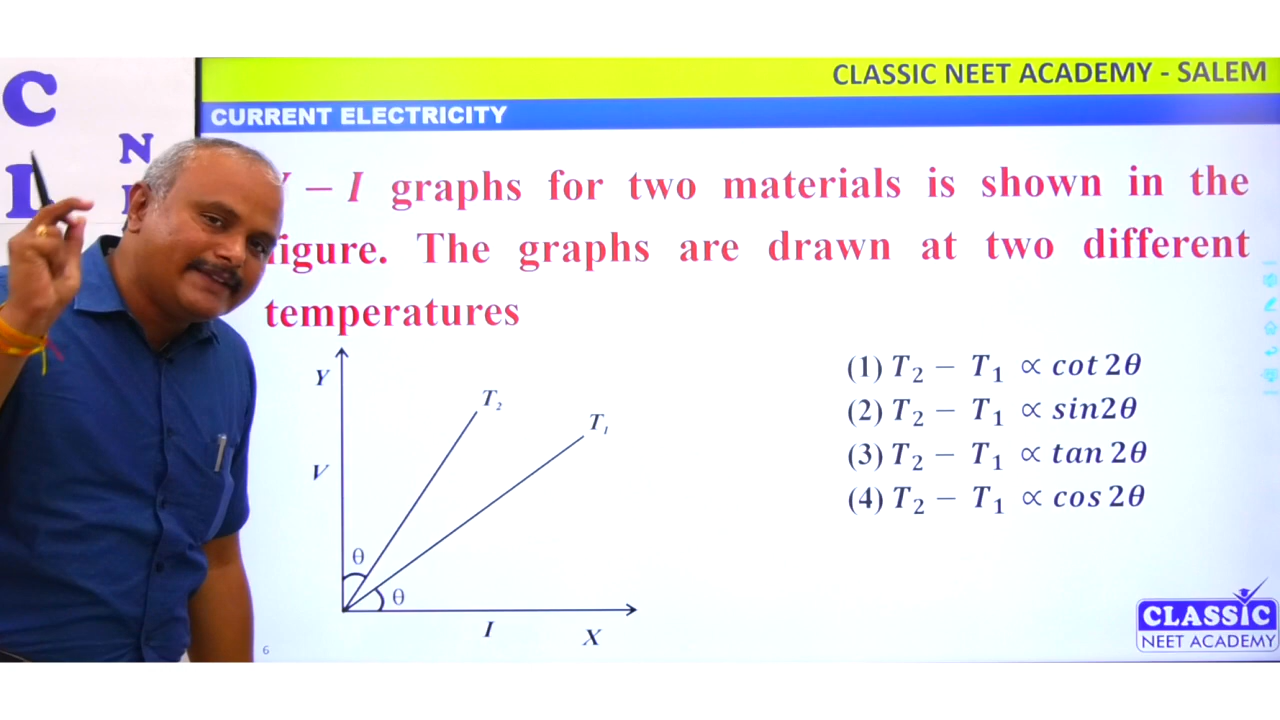 CLASSIC NEET ACADEMY - SALEM
CURRENT ELECTRICITY
C
N
– I graphs for two materials is shown in the
figure. The graphs are drawn at two different
temperatures
Y
T₂
T₁
V
θ
θ
I
X
(1) T₂ – T₁ ∝ cot 2θ
(2) T₂ – T₁ ∝ sin2θ
(3) T₂ – T₁ ∝ tan 2θ
(4) T₂ – T₁ ∝ cos 2θ
6
CLASSIC
NEET ACADEMY